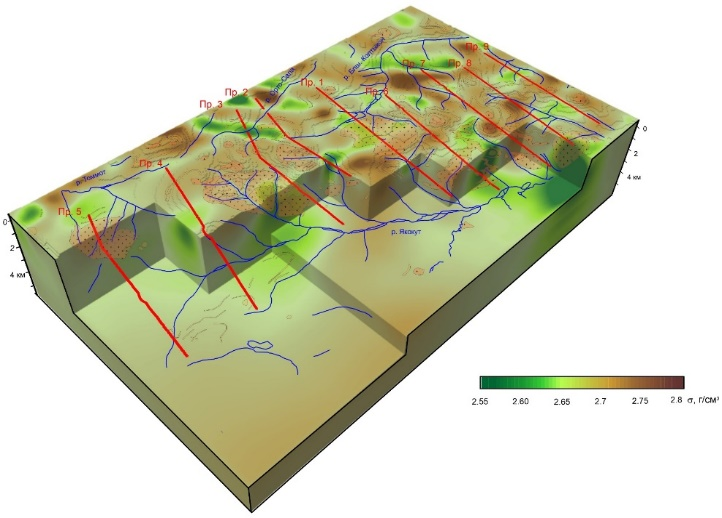 Пр. 9
р. Бол. Куранах
Пр. 7
Пр. 8
Пр. 1
Пр. 6
Пр. 2
Пр. 3
Пр. 4
Пр. 5
р. Якокут
0
2
4 км
0
2
4 км
2.55 2.60 2.65 2.7 2.75 2.8 σ, г/см³